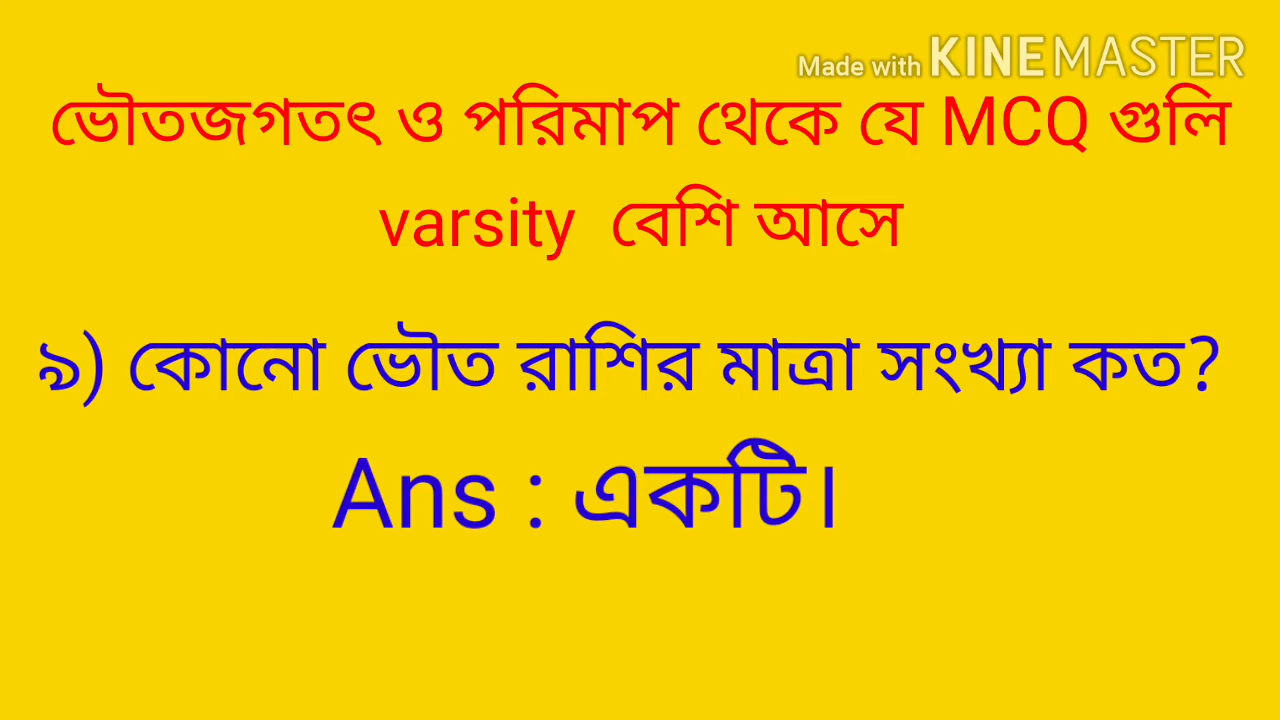 Made with KINEMASTER
ভৌতজগতৎ ও পরিমাপ থেকে যে MCQ গুলি
varsity বেশি আসে
৯) কোনো ভৌত রাশির মাত্রা সংখ্যা কত?
Ans : একটি।